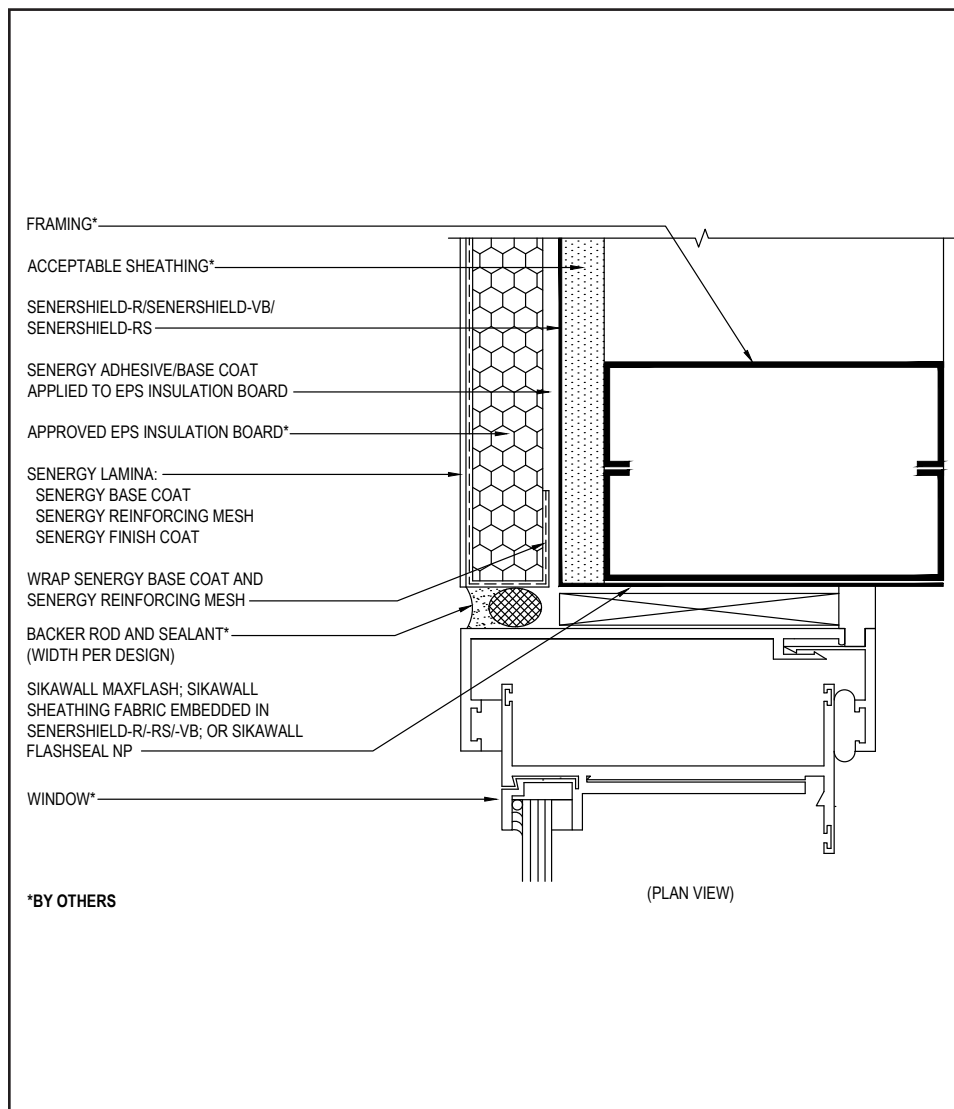 FRAMING*
ACCEPTABLE SHEATHING*
SENERSHIELD-R/SENERSHIELD-VB/
SENERSHIELD-RS
SENERGY ADHESIVE/BASE COAT
APPLIED TO EPS INSULATION BOARD
APPROVED EPS INSULATION BOARD*
SENERGY LAMINA:
SENERGY BASE COAT
SENERGY REINFORCING MESH
SENERGY FINISH COAT
WRAP SENERGY BASE COAT AND
SENERGY REINFORCING MESH
BACKER ROD AND SEALANT*
(WIDTH PER DESIGN)
SIKAWALL MAXFLASH; SIKAWALL
SHEATHING FABRIC EMBEDDED IN
SENERSHIELD-R/-RS/-VB; OR SIKAWALL
FLASHSEAL NP
WINDOW*
*BY OTHERS
(PLAN VIEW)